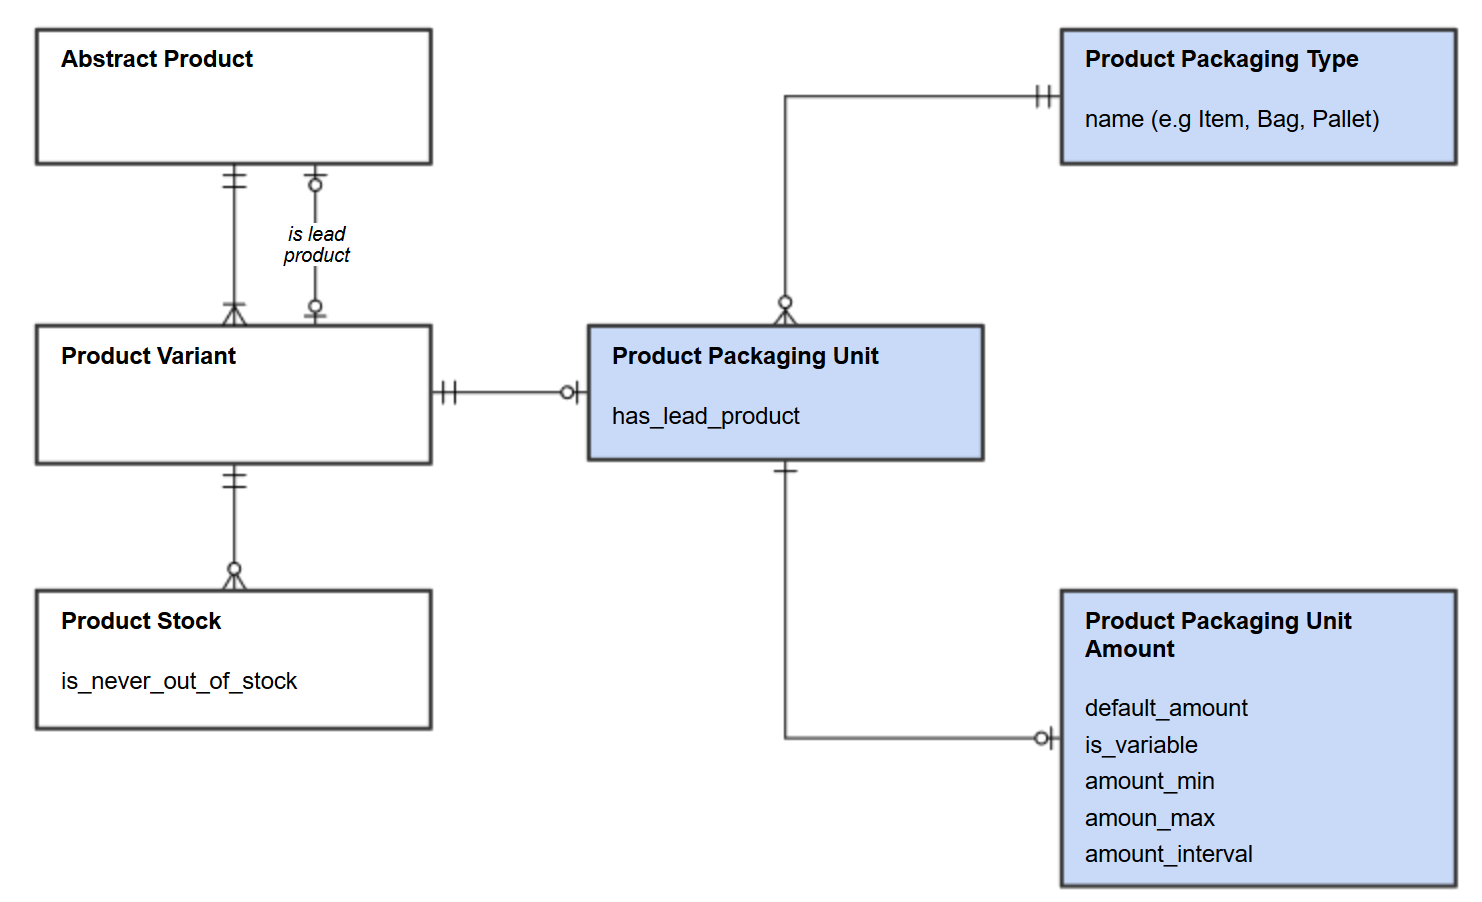 Abstract Product
Product Packaging Type
name (e.g Item, Bag, Pallet)
is lead
product
Product Variant
Product Packaging Unit
has_lead_product
Product Stock
is_never_out_of_stock
Product Packaging Unit
Amount
default_amount
is_variable
amount_min
amoun_max
amount_interval